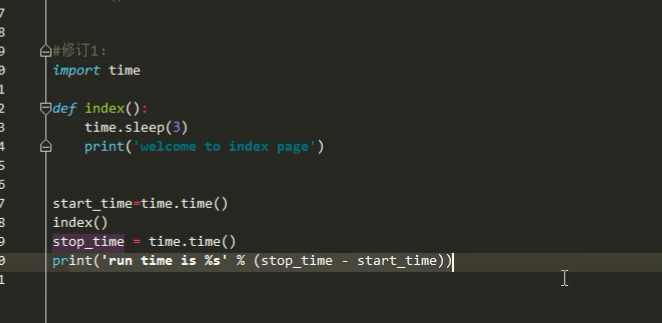 7
8
9 #修订1:
0 import time
1
2 def index():
3     time.sleep(3)
4     print('welcome to index page')
5
6
7 start_time=time.time()
8 index()
9 stop_time = time.time()
0 print('run time is %s' % (stop_time - start_time))
1